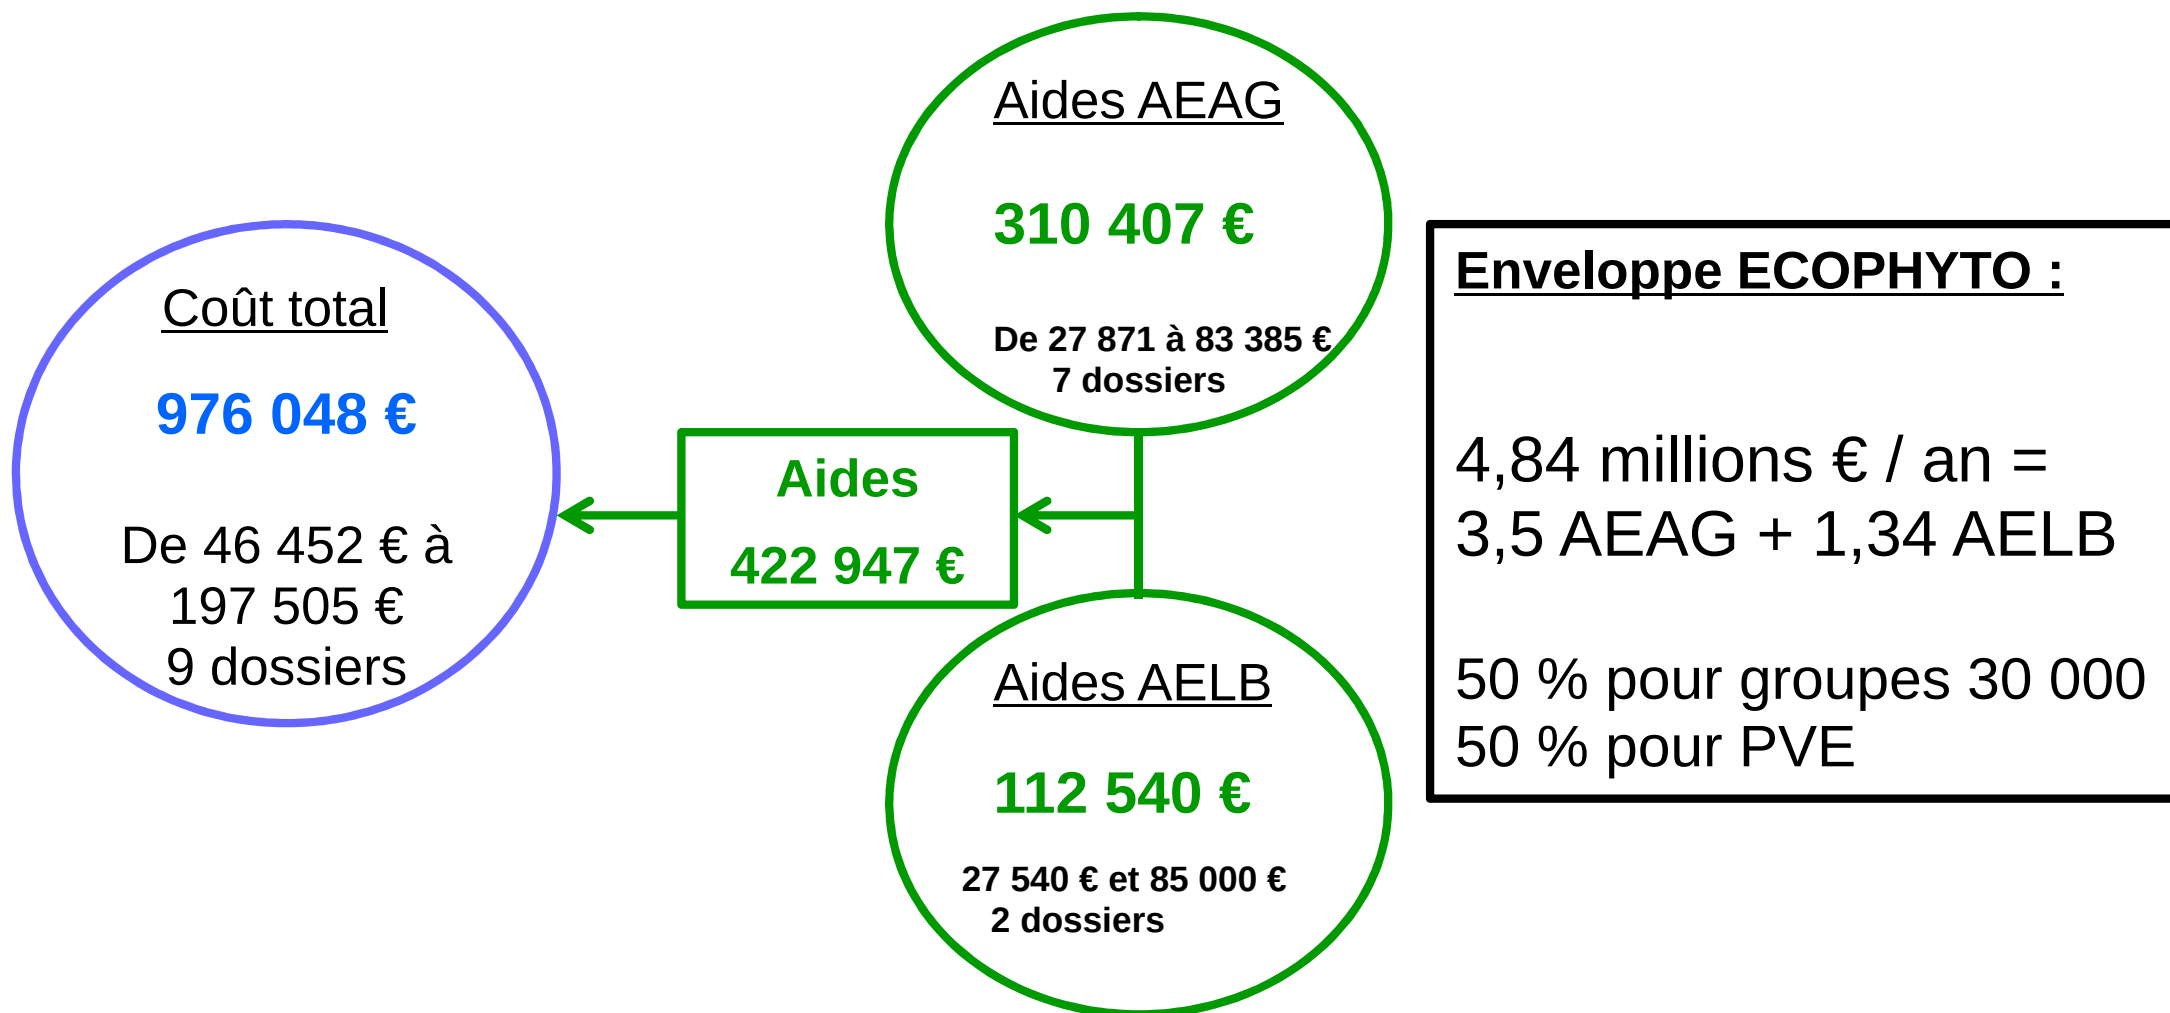 Coût total
976 048 €
De 46 452 € à
197 505 €
9 dossiers
Aides
422 947 €
Aides AEAG
310 407 €
De 27 871 à 83 385 €
7 dossiers
Aides AELB
112 540 €
27 540 € et 85 000 €
2 dossiers
Enveloppe ECOPHYTO :
4,84 millions € / an =
3,5 AEAG + 1,34 AELB
50 % pour groupes 30 000
50 % pour PVE